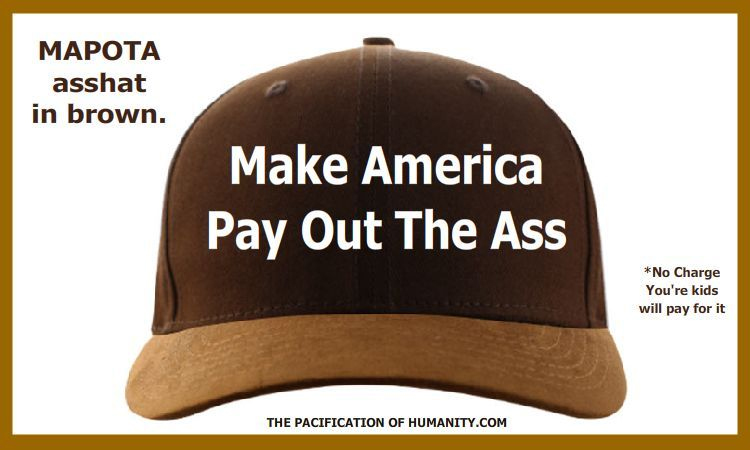 MAPOTA
asshat
in brown.
Make America
Pay Out The Ass
*No Charge
You're kids
will pay for it
THE PACIFICATION OF HUMANITY.COM